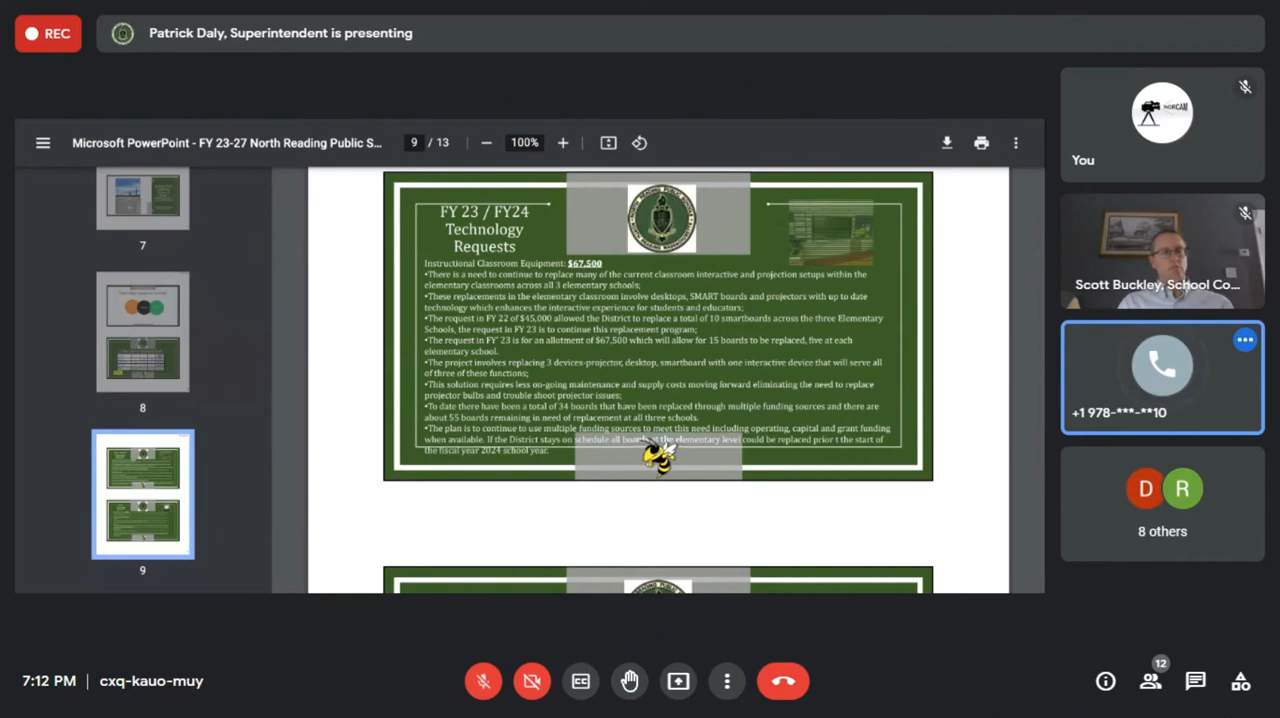 REC
Patrick Daly, Superintendent is presenting
Microsoft PowerPoint - FY 23-27 North Reading Public S...
9 / 13
100%
NORCAM
You
7
FY 23 / FY24
Technology
Requests
Instructional Classroom Equipment: $67,500
•There is a need to continue to replace many of the current classroom interactive and projection setups within the
elementary classrooms across all 3 elementary schools;
•These replacements in the elementary classroom involve desktops, SMART boards and projectors with up to date
technology which enhances the interactive experience for students and educators;
•The request in FY 22 of $45,000 allowed the District to replace a total of 10 smartboards across the three Elementary
Schools, the request in FY 23 is to continue this replacement program;
•The request in FY' 23 is for an allotment of $67,500 which will allow for 15 boards to be replaced, five at each
elementary school.
•The project involves replacing 3 devices-projector, desktop, smartboard with one interactive device that will serve all
of three of these functions;
•This solution requires less on-going maintenance and supply costs moving forward eliminating the need to replace
projector bulbs and trouble shoot projector issues;
•To date there have been a total of 34 boards that have been replaced through multiple funding sources and there are
about 55 boards remaining in need of replacement at all three schools.
•The plan is to continue to use multiple funding sources to meet this need including operating, capital and grant funding
when available. If the District stays on schedule all boards at the elementary level could be replaced prior t the start of
the fiscal year 2024 school year.
Scott Buckley, School Co...
8
+1 978-***-**10
D R
8 others
9
7:12 PM | cxq-kauo-muy
CC
12